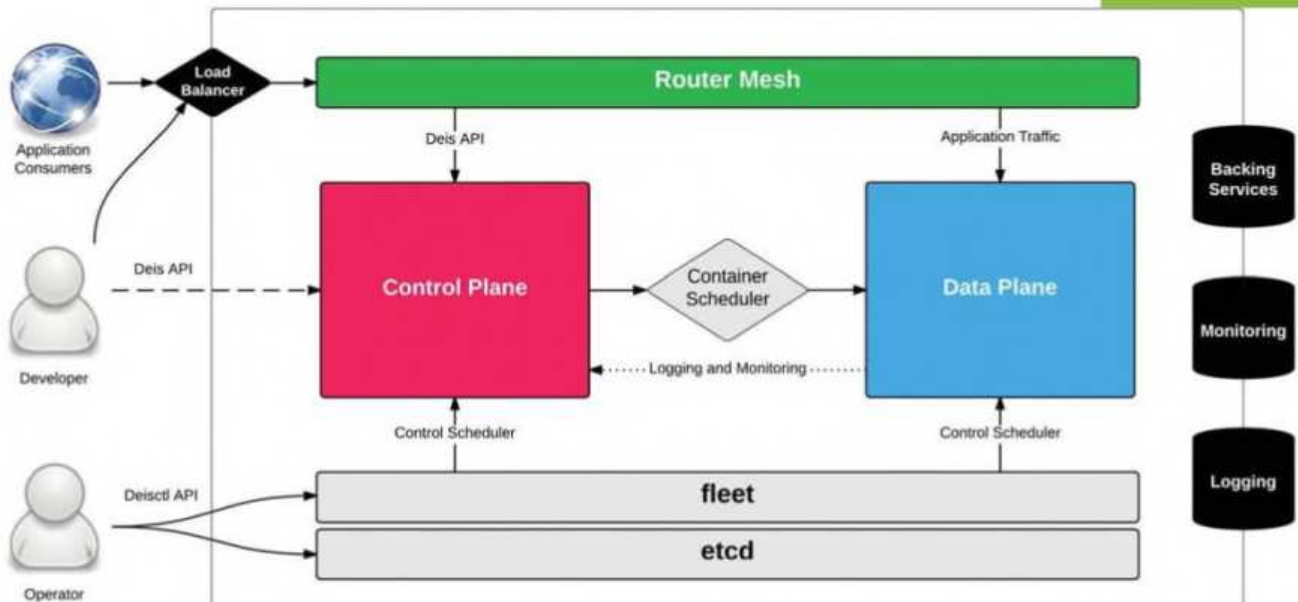 Load
Balancer
Router Mesh
Application
Consumers
Deis API
Application Traffic
Backing
Services
Deis API
Control Plane
Container
Scheduler
Data Plane
Monitoring
Developer
Logging and Monitoring
Control Scheduler
Control Scheduler
Logging
Deisctl API
fleet
etcd
Operator